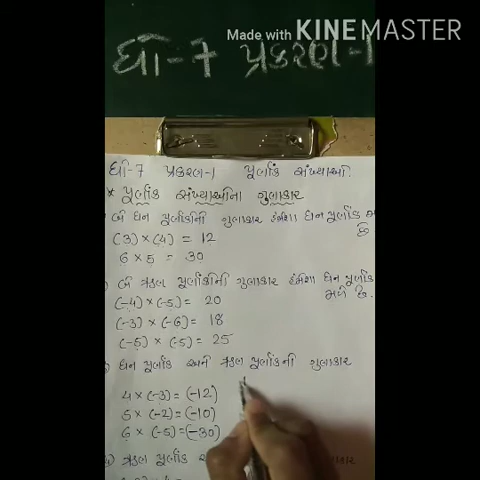 Made with KINEMASTER
ધો-7 પ્રકરણ-1
ધો-7 પ્રકરણ-1 પૂર્ણાંક સંખ્યાઓ
* પૂર્ણાંક સંખ્યાઓના ગુણાકાર
બે ધન પૂર્ણાંકોનો ગુણાકાર હંમેશા ધન પૂર્ણાંક
છે
(3) × (4) = 12
6 × 5 = 30
બે ઋણ પૂર્ણાંકોનો ગુણાકાર હંમેશા ધન પૂર્ણાંક
મળે છે.
(-4) × (-5) = 20
(-3) × (-6) = 18
(-5) × (-5) = 25
ધન પૂર્ણાંક અને ઋણ પૂર્ણાંકનો ગુણાકાર
4 × (-3) = (-12)
5 × (-2) = (-10)
6 × (-5) = (-30)
ઋણ પૂર્ણાંક